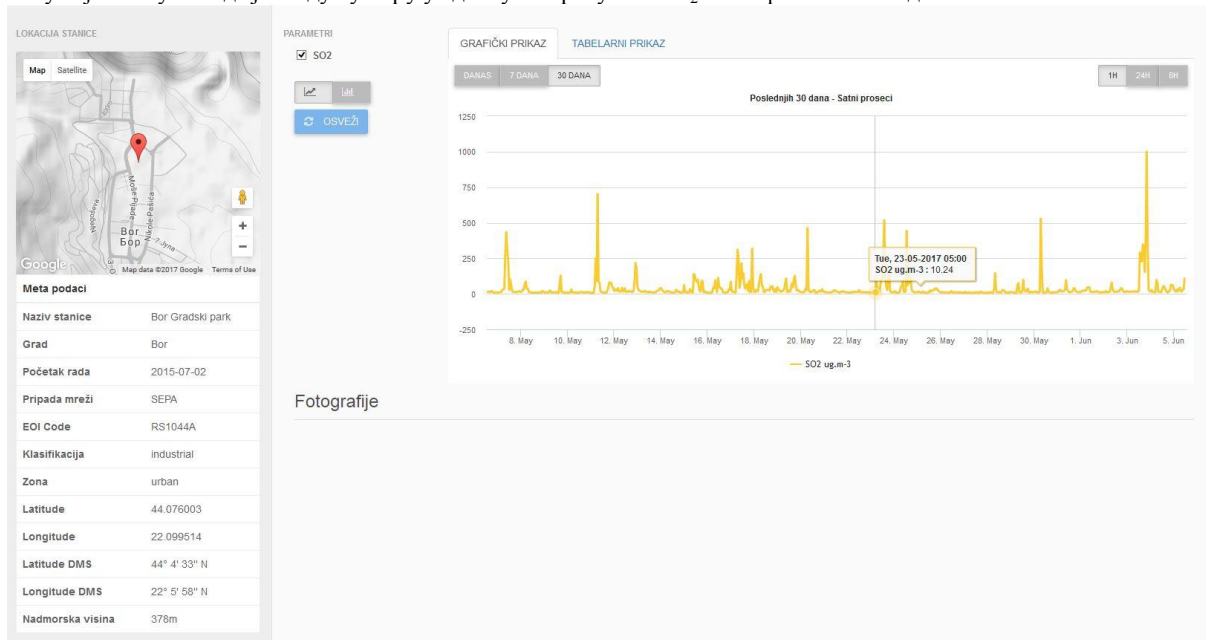 LOKACIJA STANICE
Map Satellite
Moše Pijade
Nikole Pašića
Bor
Бор
Google
Map data ©2017 Google Terms of Use
Meta podaci
Naziv stanice Bor Gradski park
Grad Bor
Početak rada 2015-07-02
Pripada mreži SEPA
EOI Code RS1044A
Klasifikacija industrial
Zona urban
Latitude 44.076003
Longitude 22.099514
Latitude DMS 44° 4' 33" N
Longitude DMS 22° 5' 58" N
Nadmorska visina 378m
PARAMETRI
SO2
OSVEŽI
GRAFIČKI PRIKAZ TABELARNI PRIKAZ
DANAS 7 DANA 30 DANA
1H 24H 8H
Poslednjih 30 dana - Satni proseci
1250
1000
750
500
250
0
-250
Tue, 23-05-2017 05:00
SO2 ug.m-3 : 10.24
8. May 10. May 12. May 14. May 16. May 18. May 20. May 22. May 24. May 26. May 28. May 30. May 1. Jun 3. Jun 5. Jun
SO2 ug.m-3
Fotografije